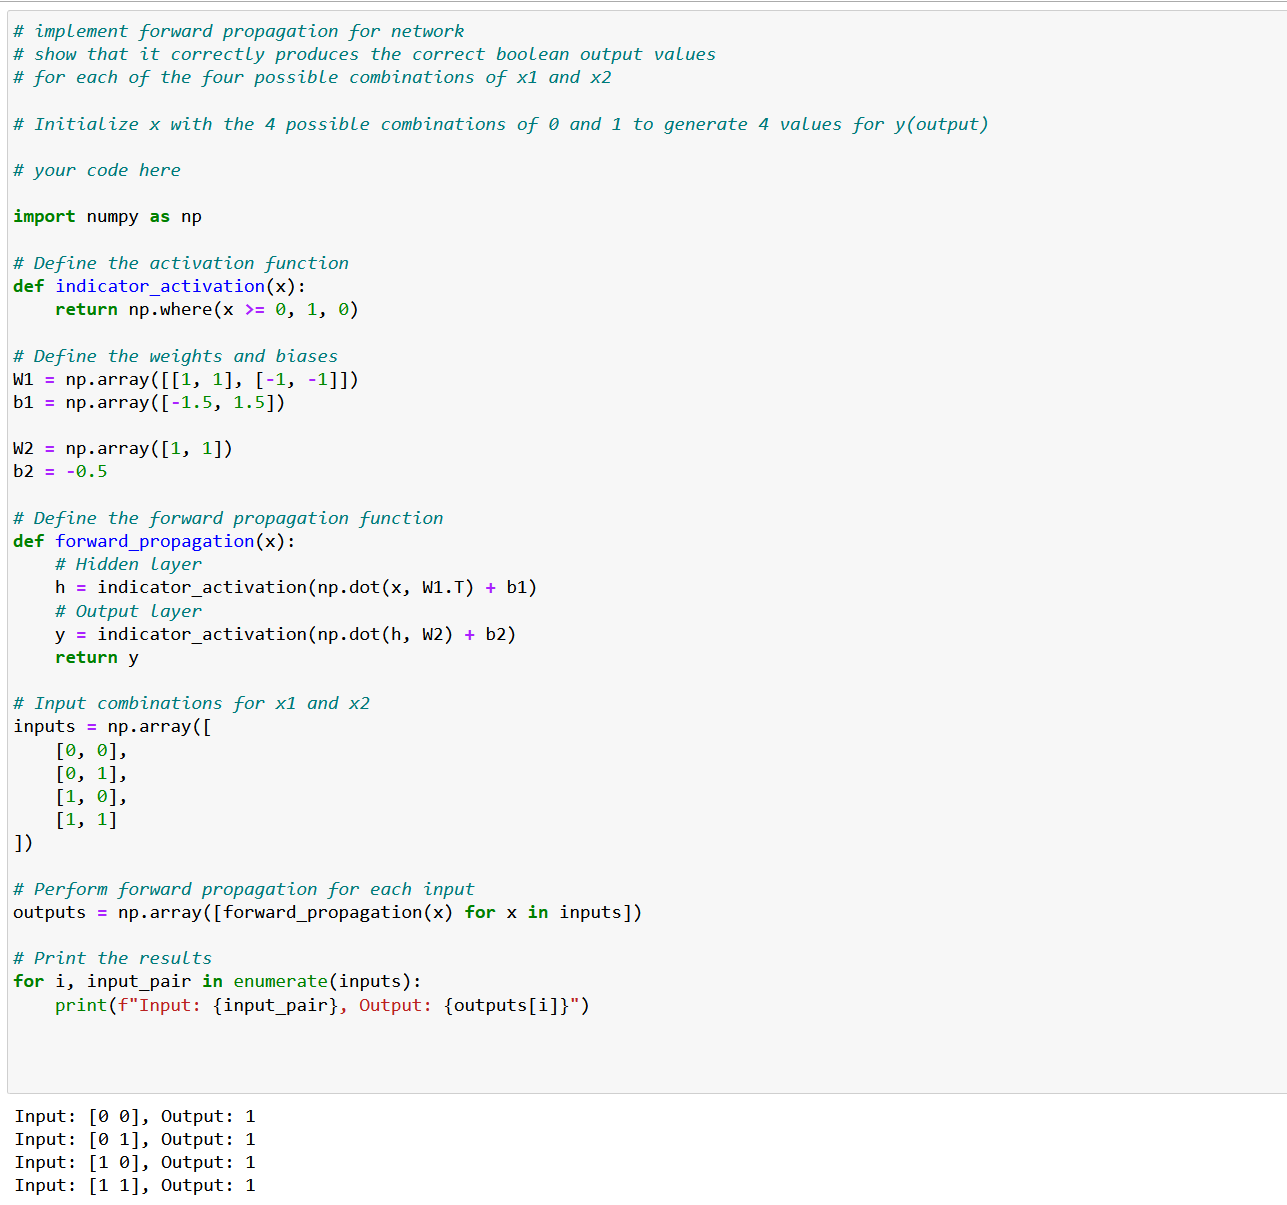 # implement forward propagation for network
# show that it correctly produces the correct boolean output values
# for each of the four possible combinations of x1 and x2
# Initialize x with the 4 possible combinations of 0 and 1 to generate 4 values for y(output)
# your code here
import numpy as np
# Define the activation function
def indicator_activation(x):
    return np.where(x >= 0, 1, 0)
# Define the weights and biases
W1 = np.array([[1, 1], [-1, -1]])
b1 = np.array([-1.5, 1.5])
W2 = np.array([1, 1])
b2 = -0.5
# Define the forward propagation function
def forward_propagation(x):
    # Hidden layer
    h = indicator_activation(np.dot(x, W1.T) + b1)
    # Output layer
    y = indicator_activation(np.dot(h, W2) + b2)
    return y
# Input combinations for x1 and x2
inputs = np.array([
    [0, 0],
    [0, 1],
    [1, 0],
    [1, 1]
])
# Perform forward propagation for each input
outputs = np.array([forward_propagation(x) for x in inputs])
# Print the results
for i, input_pair in enumerate(inputs):
    print(f"Input: {input_pair}, Output: {outputs[i]}")
Input: [0 0], Output: 1
Input: [0 1], Output: 1
Input: [1 0], Output: 1
Input: [1 1], Output: 1